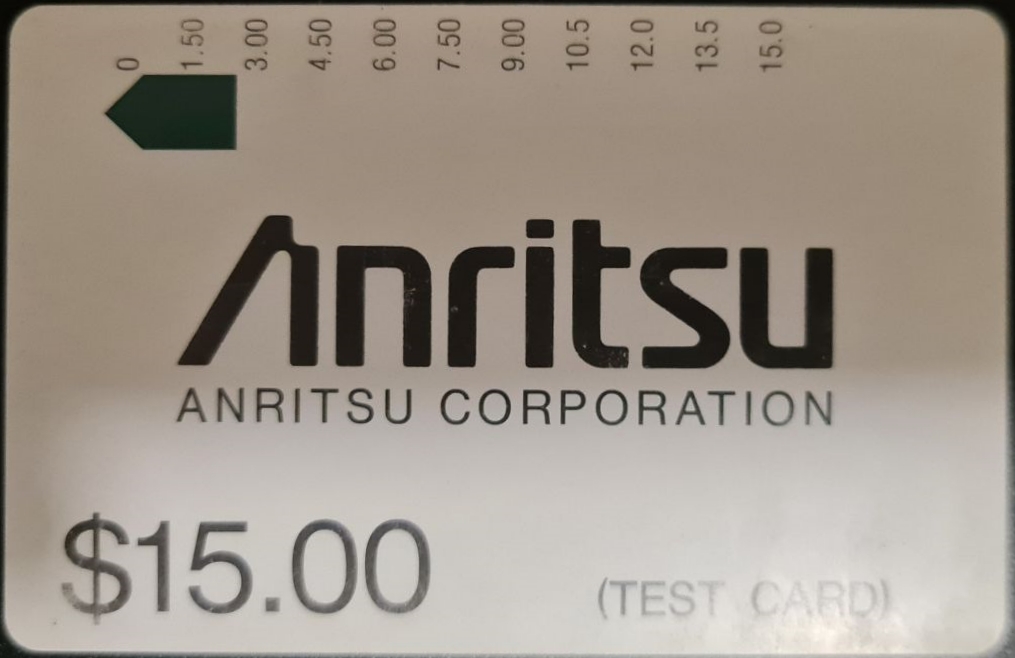 0 1.50 3.00 4.50 6.00 7.50 9.00 10.5 12.0 13.5 15.0
Anritsu
ANRITSU CORPORATION
$15.00
(TEST CARD)